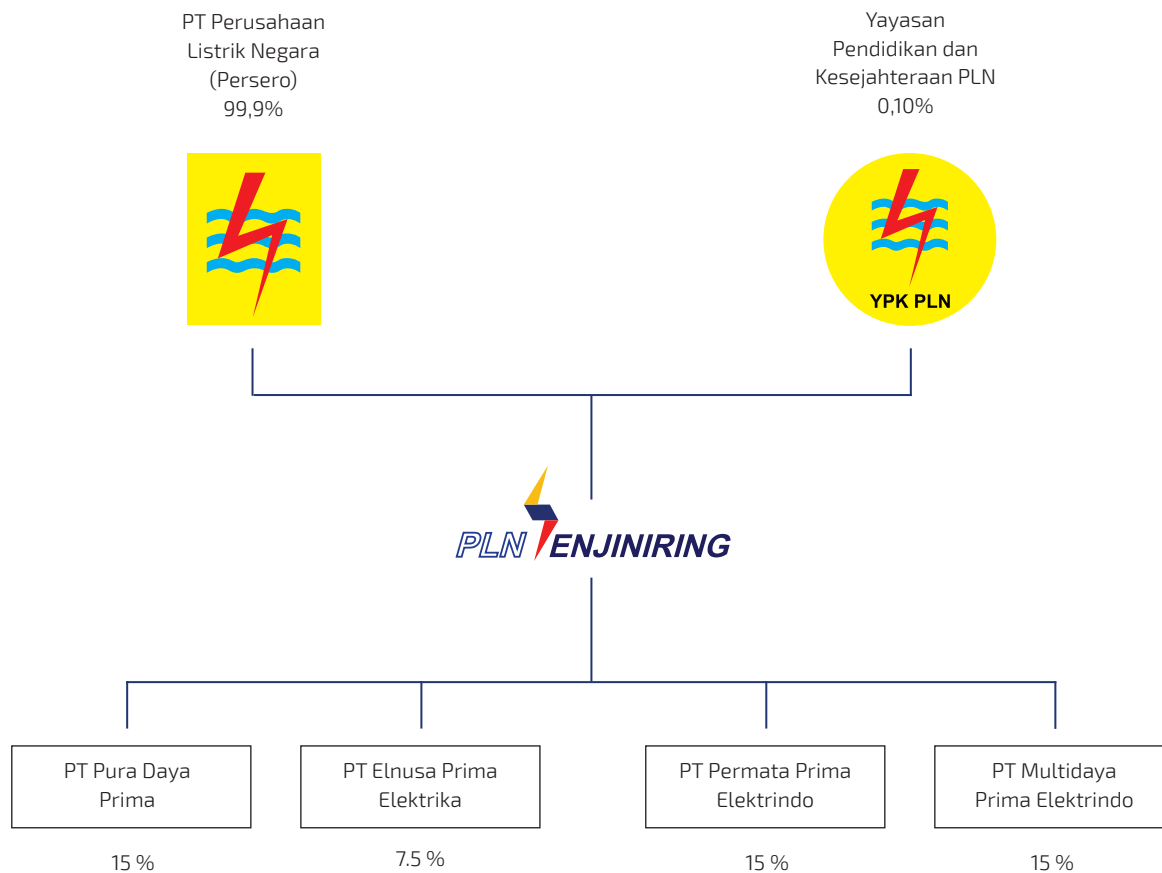 PT Perusahaan
Listrik Negara
(Persero)
99,9%
Yayasan
Pendidikan dan
Kesejahteraan PLN
0,10%
YPK PLN
PLN ENJINIRING
PT Pura Daya
Prima
15 %
PT Elnusa Prima
Elektrika
7.5 %
PT Permata Prima
Elektrindo
15 %
PT Multidaya
Prima Elektrindo
15 %